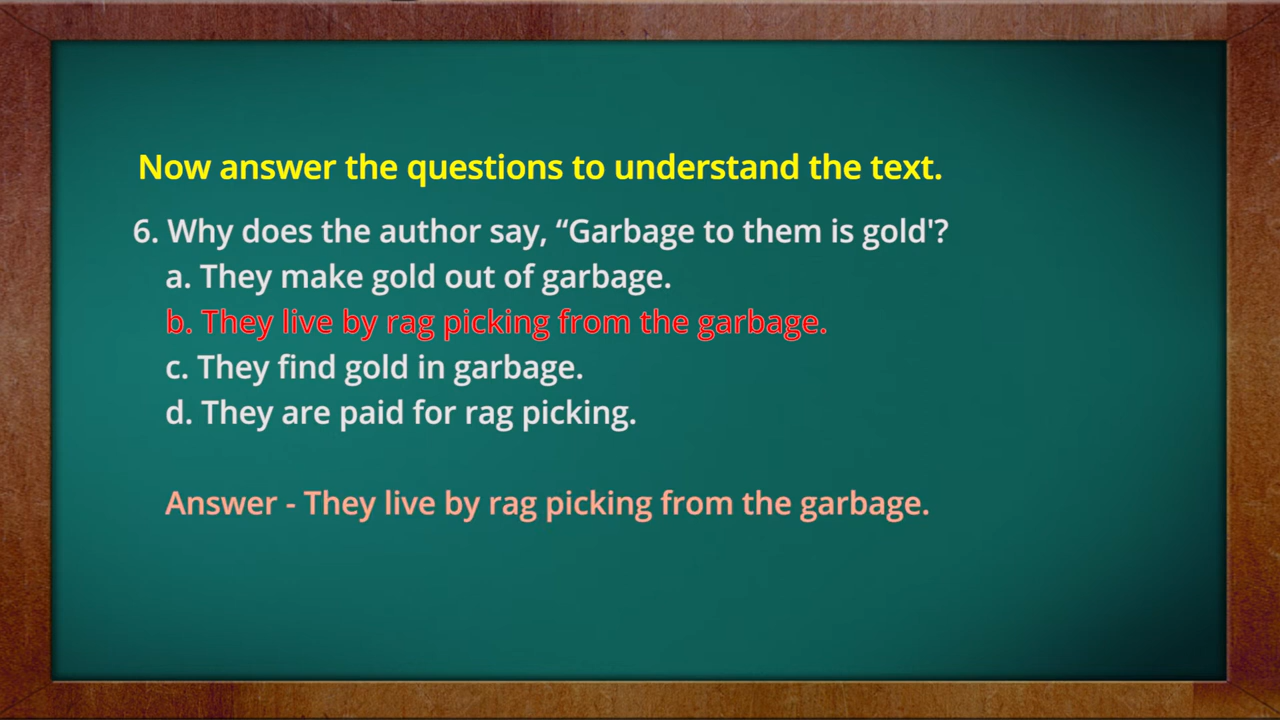 Now answer the questions to understand the text.
6. Why does the author say, “Garbage to them is gold'?
a. They make gold out of garbage.
b. They live by rag picking from the garbage.
c. They find gold in garbage.
d. They are paid for rag picking.
Answer - They live by rag picking from the garbage.